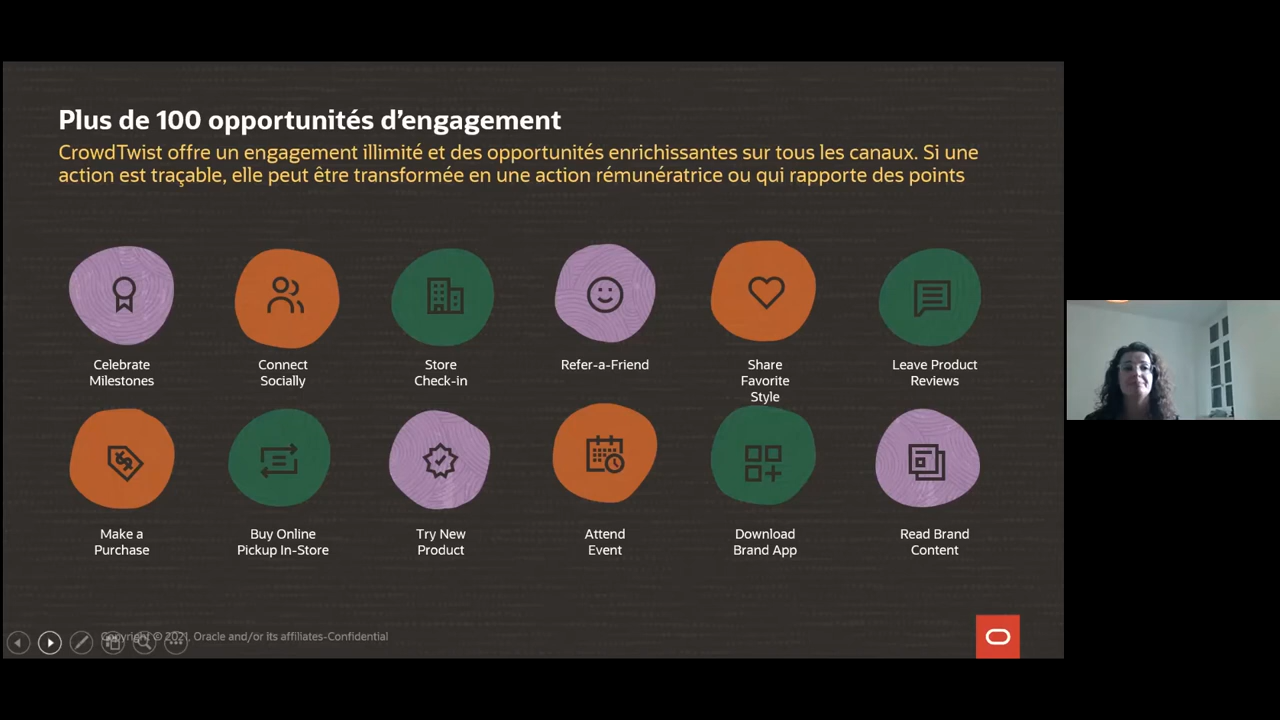 Plus de 100 opportunités d’engagement
CrowdTwist offre un engagement illimité et des opportunités enrichissantes sur tous les canaux. Si une
action est traçable, elle peut être transformée en une action rémunératrice ou qui rapporte des points
Celebrate
Milestones
Connect
Socially
Store
Check-in
Refer-a-Friend
Share
Favorite
Style
Leave Product
Reviews
Make a
Purchase
Buy Online
Pickup In-Store
Try New
Product
Attend
Event
Download
Brand App
Read Brand
Content
Copyright © 2021, Oracle and/or its affiliates-Confidential